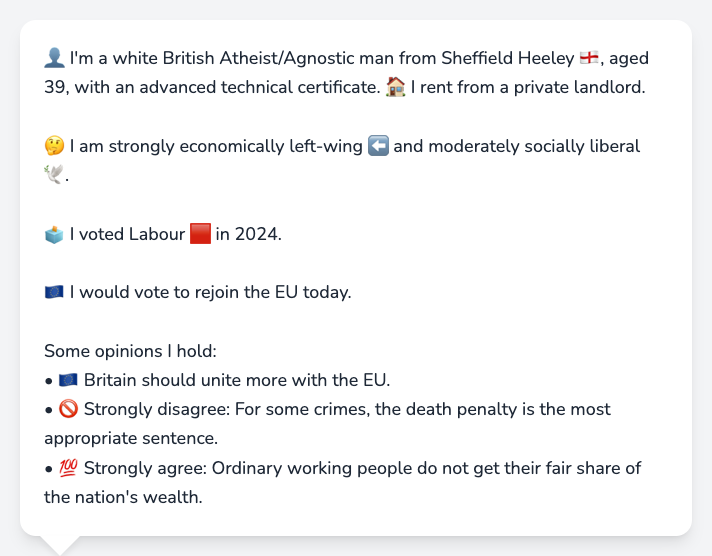 👤 I'm a white British Atheist/Agnostic man from Sheffield Heeley 🏴󠁧󠁢󠁥󠁮󠁧󠁿, aged
39, with an advanced technical certificate. 🏠 I rent from a private landlord.
🤔 I am strongly economically left-wing ⬅️ and moderately socially liberal
🕊️.
🗳️ I voted Labour 🟥 in 2024.
🇪🇺 I would vote to rejoin the EU today.
Some opinions I hold:
• 🇪🇺 Britain should unite more with the EU.
• 🚫 Strongly disagree: For some crimes, the death penalty is the most
appropriate sentence.
• 💯 Strongly agree: Ordinary working people do not get their fair share of
the nation's wealth.